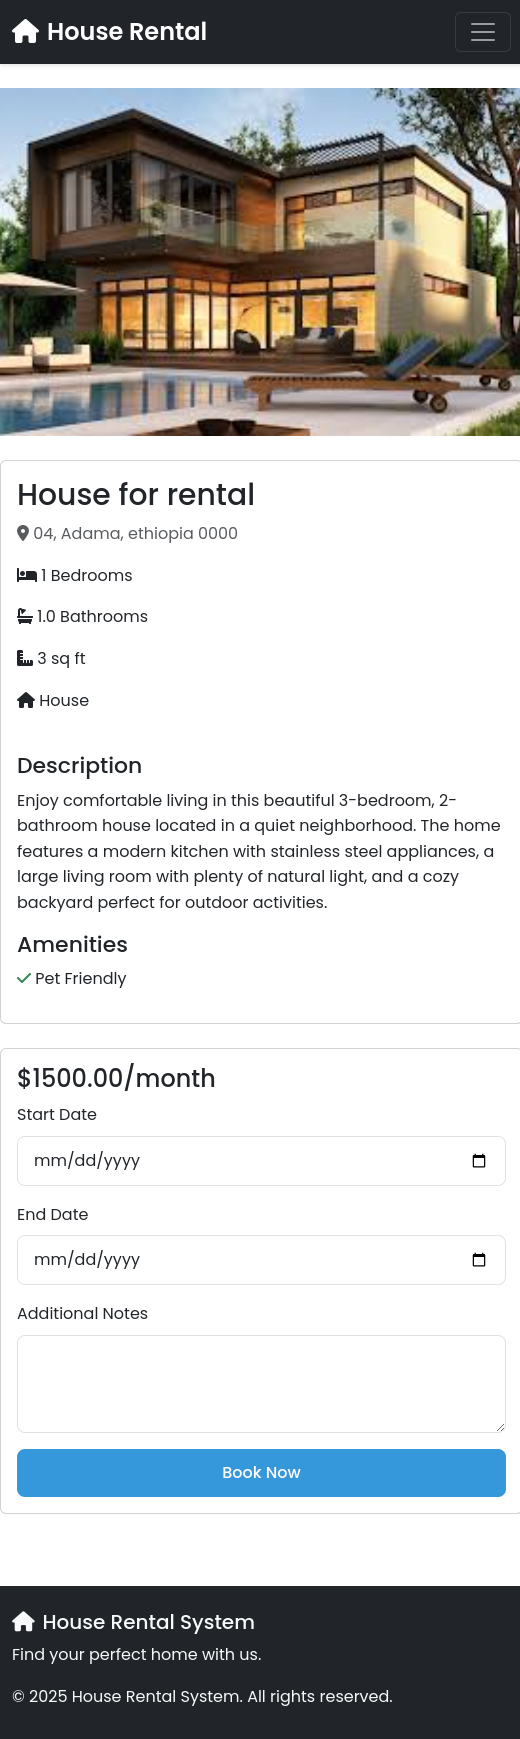 House Rental
House for rental
04, Adama, ethiopia 0000
1 Bedrooms
1.0 Bathrooms
3 sq ft
House
Description
Enjoy comfortable living in this beautiful 3-bedroom, 2-
bathroom house located in a quiet neighborhood. The home
features a modern kitchen with stainless steel appliances, a
large living room with plenty of natural light, and a cozy
backyard perfect for outdoor activities.
Amenities
Pet Friendly
$1500.00/month
Start Date
mm/dd/yyyy
End Date
mm/dd/yyyy
Additional Notes
Book Now
House Rental System
Find your perfect home with us.
© 2025 House Rental System. All rights reserved.